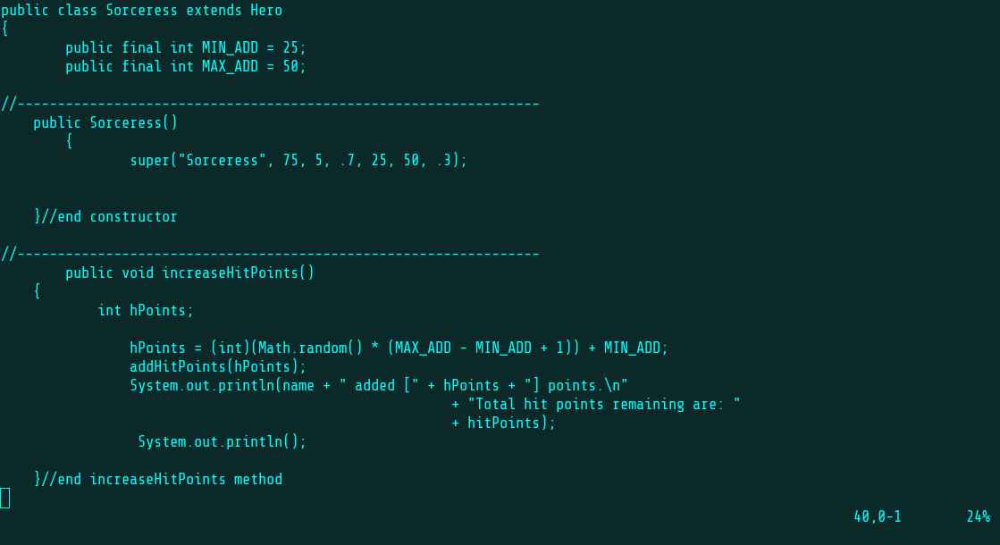 public class Sorceress extends Hero
{
        public final int MIN_ADD = 25;
        public final int MAX_ADD = 50;

//-----------------------------------------------------------------
    public Sorceress()
        {
                super("Sorceress", 75, 5, .7, 25, 50, .3);


    }//end constructor

//-----------------------------------------------------------------
        public void increaseHitPoints()
    {
            int hPoints;

                hPoints = (int)(Math.random() * (MAX_ADD - MIN_ADD + 1)) + MIN_ADD;
                addHitPoints(hPoints);
                System.out.println(name + " added [" + hPoints + "] points.\n"
                                                        + "Total hit points remaining are: "
                                                        + hitPoints);
                 System.out.println();

    }//end increaseHitPoints method
40,0-1        24%